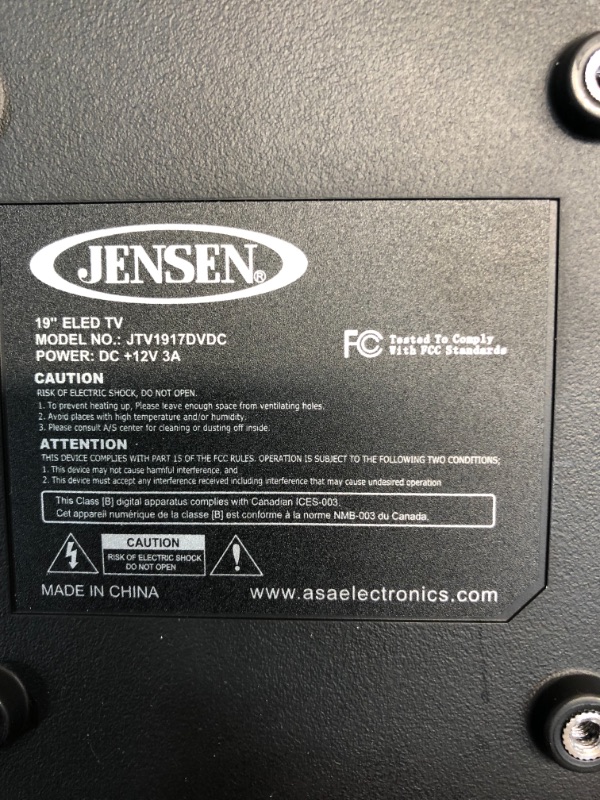 JENSEN®
19" ELED TV
MODEL NO.: JTV1917DVDC
POWER: DC +12V 3A
FC Tested To Comply
With FCC Standards
CAUTION
RISK OF ELECTRIC SHOCK, DO NOT OPEN.
1. To prevent heating up, Please leave enough space from ventilating holes.
2. Avoid places with high temperature and/or humidity.
3. Please consult A/S center for cleaning or dusting off inside.
ATTENTION
THIS DEVICE COMPLIES WITH PART 15 OF THE FCC RULES. OPERATION IS SUBJECT TO THE FOLLOWING TWO CONDITIONS;
1. This device may not cause harmful interference, and
2. This device must accept any interference received including interference that may cause undesired operation
This Class [B] digital apparatus complies with Canadian ICES-003.
Cet appareil numérique de la classe [B] est conforme à la norme NMB-003 du Canada.
CAUTION
RISK OF ELECTRIC SHOCK
DO NOT OPEN
MADE IN CHINA
www.asaelectronics.com